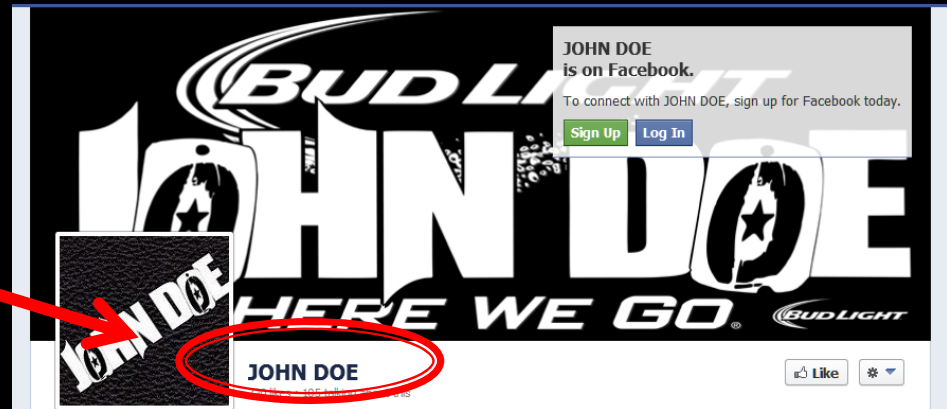 BUD LIGHT
JOHN DOE
is on Facebook.
To connect with JOHN DOE, sign up for Facebook today.
Sign Up Log In
JOHN DOE
HERE WE GO. BUD LIGHT
JOHN DOE
JOHN DOE
Like